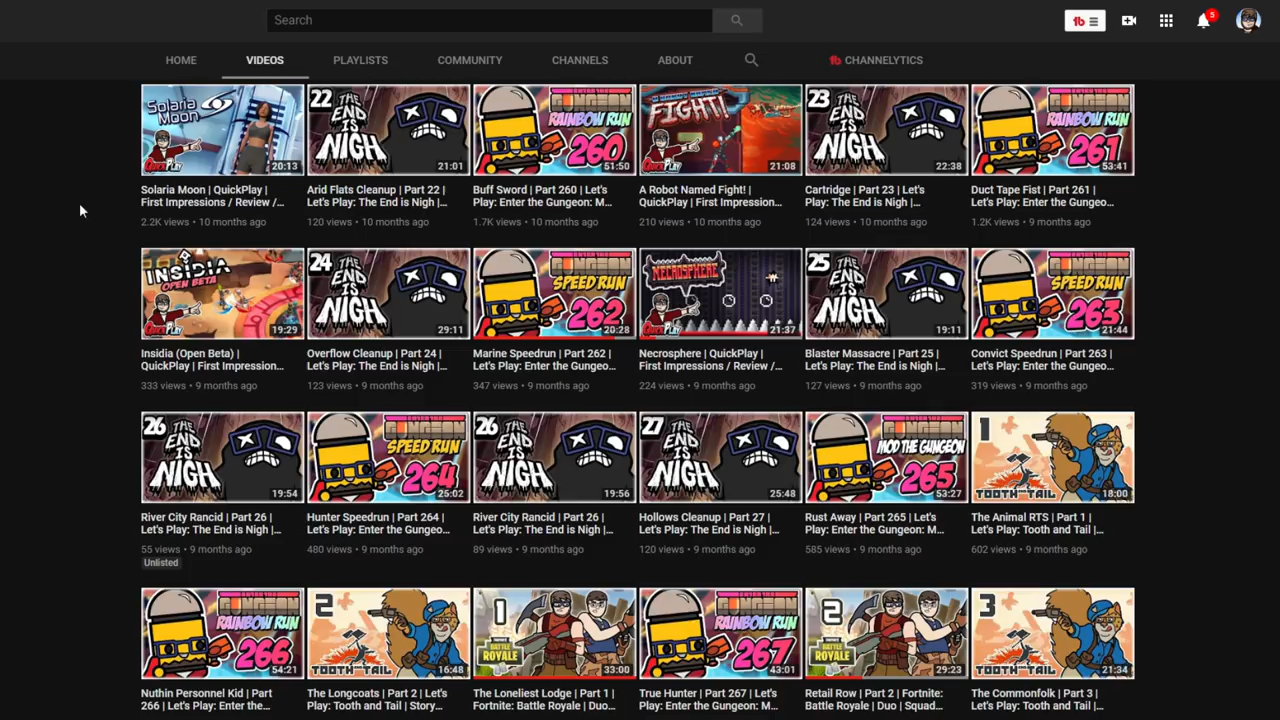 Search
5
HOME
VIDEOS
PLAYLISTS
COMMUNITY
CHANNELS
ABOUT
CHANNELYTICS
Solaria Moon
QUICKPLAY
20:13
22
THE END IS NIGH
21:01
GUNGEON
RAINBOW RUN
260
51:50
FIGHT!
QUICKPLAY
21:08
23
THE END IS NIGH
22:38
GUNGEON
RAINBOW RUN
261
53:41
Solaria Moon | QuickPlay |
First Impressions / Review /...
2.2K views • 10 months ago
Arid Flats Cleanup | Part 22 |
Let's Play: The End is Nigh |...
120 views • 10 months ago
Buff Sword | Part 260 | Let's
Play: Enter the Gungeon: M...
1.7K views • 10 months ago
A Robot Named Fight! |
QuickPlay | First Impression...
210 views • 10 months ago
Cartridge | Part 23 | Let's
Play: The End is Nigh |...
124 views • 10 months ago
Duct Tape Fist | Part 261 |
Let's Play: Enter the Gungeo...
1.2K views • 9 months ago
INSIDIA
OPEN BETA
QUICKPLAY
19:29
24
THE END IS NIGH
29:11
GUNGEON
SPEED RUN
262
20:28
NECROSPHERE
QUICKPLAY
21:37
25
THE END IS NIGH
19:11
GUNGEON
SPEED RUN
263
21:44
Insidia (Open Beta) |
QuickPlay | First Impression...
333 views • 9 months ago
Overflow Cleanup | Part 24 |
Let's Play: The End is Nigh |...
123 views • 9 months ago
Marine Speedrun | Part 262 |
Let's Play: Enter the Gungeo...
347 views • 9 months ago
Necrosphere | QuickPlay |
First Impressions / Review /...
224 views • 9 months ago
Blaster Massacre | Part 25 |
Let's Play: The End is Nigh |...
127 views • 9 months ago
Convict Speedrun | Part 263 |
Let's Play: Enter the Gungeo...
319 views • 9 months ago
26
THE END IS NIGH
19:54
GUNGEON
SPEED RUN
264
25:02
26
THE END IS NIGH
19:56
27
THE END IS NIGH
25:48
GUNGEON
MOD THE GUNGEON
265
53:27
1
TOOTH AND TAIL
18:00
River City Rancid | Part 26 |
Let's Play: The End is Nigh |...
55 views • 9 months ago
Unlisted
Hunter Speedrun | Part 264 |
Let's Play: Enter the Gungeo...
480 views • 9 months ago
River City Rancid | Part 26 |
Let's Play: The End is Nigh |...
89 views • 9 months ago
Hollows Cleanup | Part 27 |
Let's Play: The End is Nigh |...
120 views • 9 months ago
Rust Away | Part 265 | Let's
Play: Enter the Gungeon: M...
585 views • 9 months ago
The Animal RTS | Part 1 |
Let's Play: Tooth and Tail |...
602 views • 9 months ago
GUNGEON
RAINBOW RUN
266
54:21
2
TOOTH AND TAIL
16:48
1
FORTNITE
BATTLE ROYALE
33:00
GUNGEON
RAINBOW RUN
267
43:01
2
FORTNITE
BATTLE ROYALE
29:23
3
TOOTH AND TAIL
21:34
Nuthin Personnel Kid | Part
266 | Let's Play: Enter the...
The Longcoats | Part 2 | Let's
Play: Tooth and Tail | Story...
The Loneliest Lodge | Part 1 |
Fortnite: Battle Royale | Duo...
True Hunter | Part 267 | Let's
Play: Enter the Gungeon: M...
Retail Row | Part 2 | Fortnite:
Battle Royale | Duo | Squad...
The Commonfolk | Part 3 |
Let's Play: Tooth and Tail |...